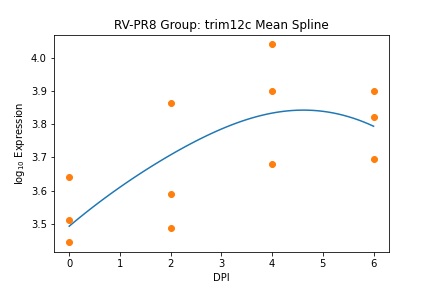 RV-PR8 Group: trim12c Mean Spline
4.0
3.9
3.8
3.7
3.6
3.5
log₁₀ Expression
0 1 2 3 4 5 6
DPI